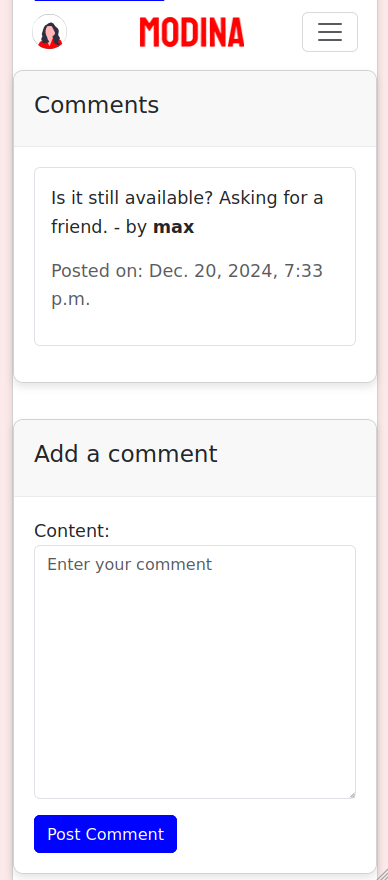 MODINA
Comments
Is it still available? Asking for a
friend. - by max
Posted on: Dec. 20, 2024, 7:33
p.m.
Add a comment
Content:
Enter your comment
Post Comment